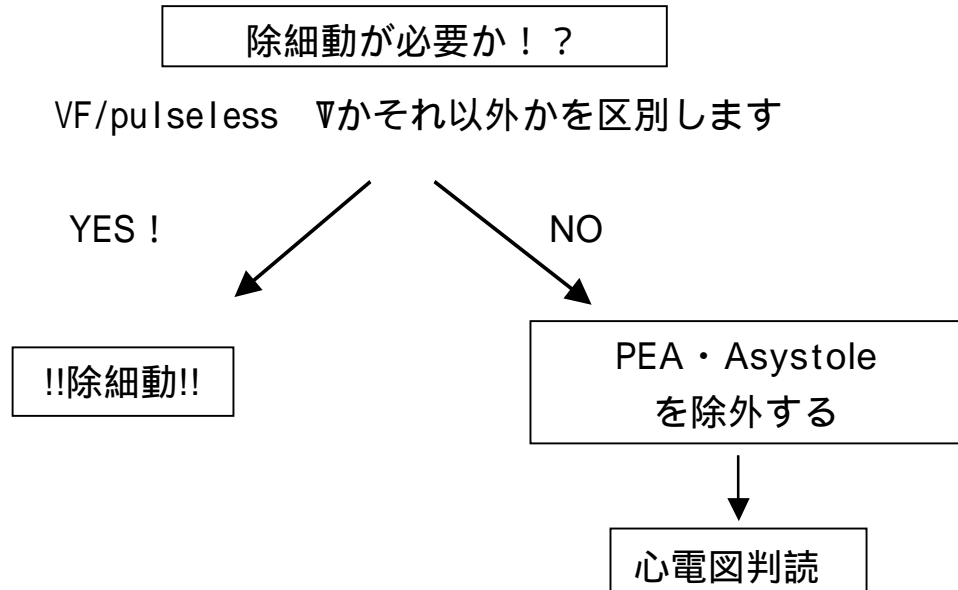 除細動が必要か！？
VF/pulseless　VTかそれ以外かを区別します
YES！
NO
!!除細動!!
PEA・Asystole
を除外する
心電図判読